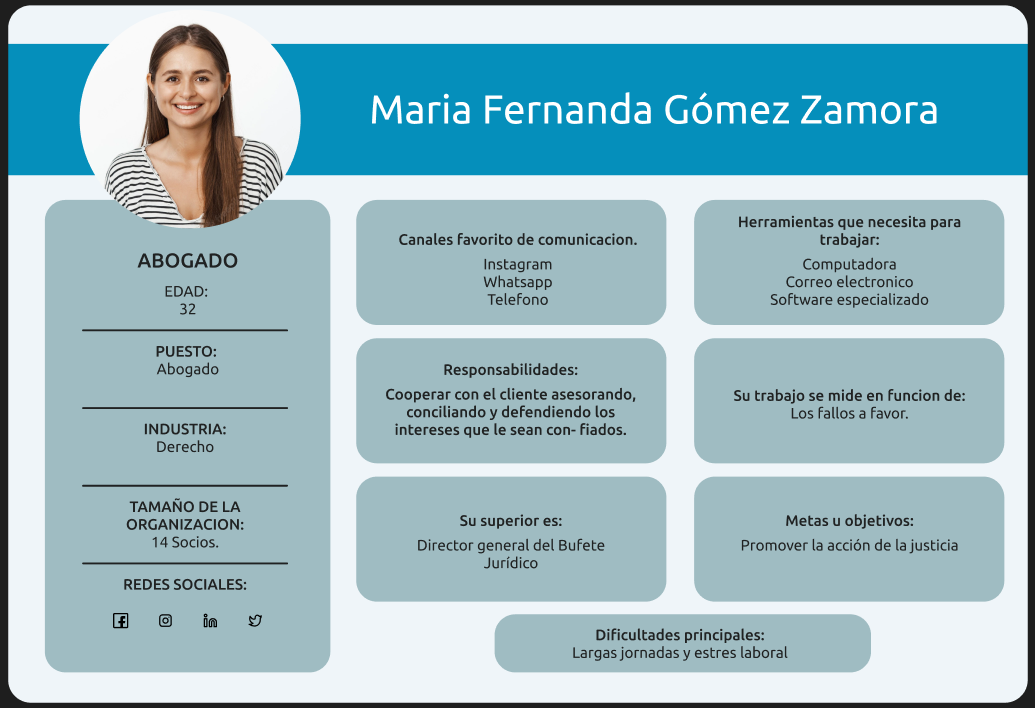 Maria Fernanda Gómez Zamora
ABOGADO
EDAD:
32
PUESTO:
Abogado
INDUSTRIA:
Derecho
TAMAÑO DE LA
ORGANIZACION:
14 Socios.
REDES SOCIALES:
Canales favorito de comunicacion.
Instagram
Whatsapp
Telefono
Herramientas que necesita para
trabajar:
Computadora
Correo electronico
Software especializado
Responsabilidades:
Cooperar con el cliente asesorando,
conciliando y defendiendo los
intereses que le sean con- fiados.
Su trabajo se mide en funcion de:
Los fallos a favor.
Su superior es:
Director general del Bufete
Jurídico
Metas u objetivos:
Promover la acción de la justicia
Dificultades principales:
Largas jornadas y estres laboral